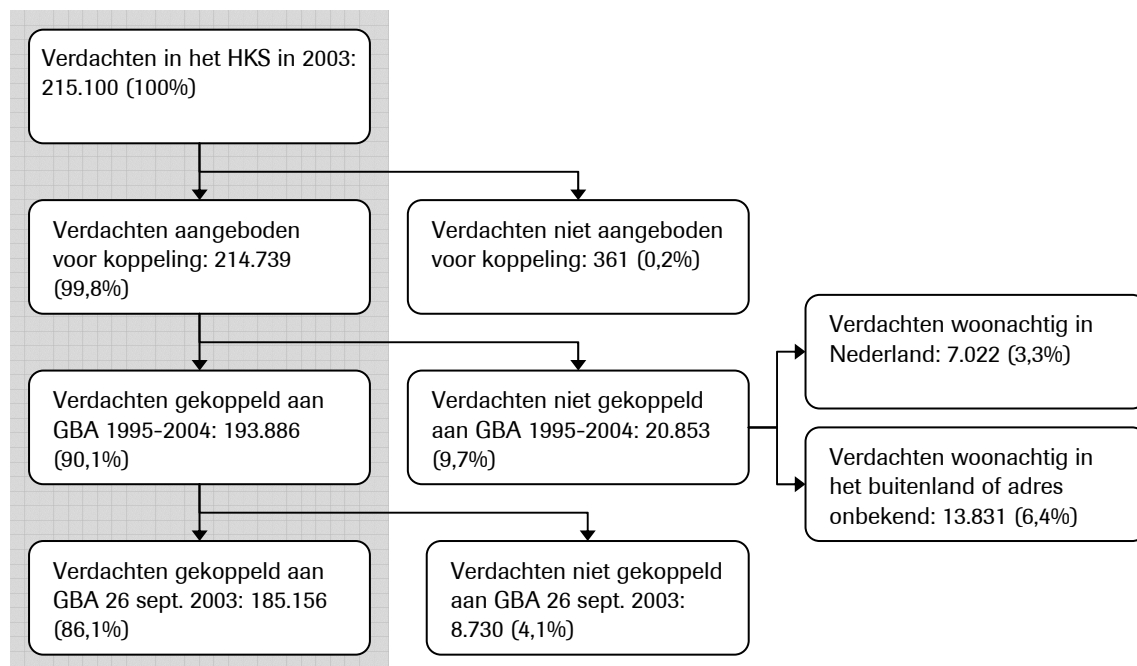 Verdachten in het HKS in 2003:
215.100 (100%)
Verdachten aangeboden
voor koppeling: 214.739
(99,8%)
Verdachten niet aangeboden
voor koppeling: 361 (0,2%)
Verdachten gekoppeld aan
GBA 1995-2004: 193.886
(90,1%)
Verdachten niet gekoppeld
aan GBA 1995-2004: 20.853
(9,7%)
Verdachten woonachtig in
Nederland: 7.022 (3,3%)
Verdachten woonachtig in
het buitenland of adres
onbekend: 13.831 (6,4%)
Verdachten gekoppeld aan
GBA 26 sept. 2003: 185.156
(86,1%)
Verdachten niet gekoppeld
aan GBA 26 sept. 2003:
8.730 (4,1%)